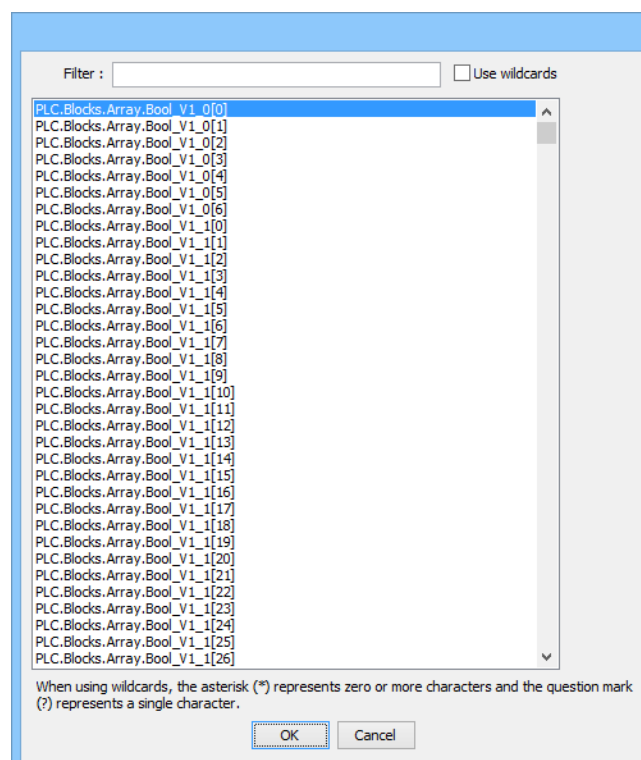 Filter :
Use wildcards
PLC.Blocks.Array.Bool_V1_0[0]
PLC.Blocks.Array.Bool_V1_0[1]
PLC.Blocks.Array.Bool_V1_0[2]
PLC.Blocks.Array.Bool_V1_0[3]
PLC.Blocks.Array.Bool_V1_0[4]
PLC.Blocks.Array.Bool_V1_0[5]
PLC.Blocks.Array.Bool_V1_0[6]
PLC.Blocks.Array.Bool_V1_1[0]
PLC.Blocks.Array.Bool_V1_1[1]
PLC.Blocks.Array.Bool_V1_1[2]
PLC.Blocks.Array.Bool_V1_1[3]
PLC.Blocks.Array.Bool_V1_1[4]
PLC.Blocks.Array.Bool_V1_1[5]
PLC.Blocks.Array.Bool_V1_1[6]
PLC.Blocks.Array.Bool_V1_1[7]
PLC.Blocks.Array.Bool_V1_1[8]
PLC.Blocks.Array.Bool_V1_1[9]
PLC.Blocks.Array.Bool_V1_1[10]
PLC.Blocks.Array.Bool_V1_1[11]
PLC.Blocks.Array.Bool_V1_1[12]
PLC.Blocks.Array.Bool_V1_1[13]
PLC.Blocks.Array.Bool_V1_1[14]
PLC.Blocks.Array.Bool_V1_1[15]
PLC.Blocks.Array.Bool_V1_1[16]
PLC.Blocks.Array.Bool_V1_1[17]
PLC.Blocks.Array.Bool_V1_1[18]
PLC.Blocks.Array.Bool_V1_1[19]
PLC.Blocks.Array.Bool_V1_1[20]
PLC.Blocks.Array.Bool_V1_1[21]
PLC.Blocks.Array.Bool_V1_1[22]
PLC.Blocks.Array.Bool_V1_1[23]
PLC.Blocks.Array.Bool_V1_1[24]
PLC.Blocks.Array.Bool_V1_1[25]
PLC.Blocks.Array.Bool_V1_1[26]
When using wildcards, the asterisk (*) represents zero or more characters and the question mark
(?) represents a single character.
OK
Cancel